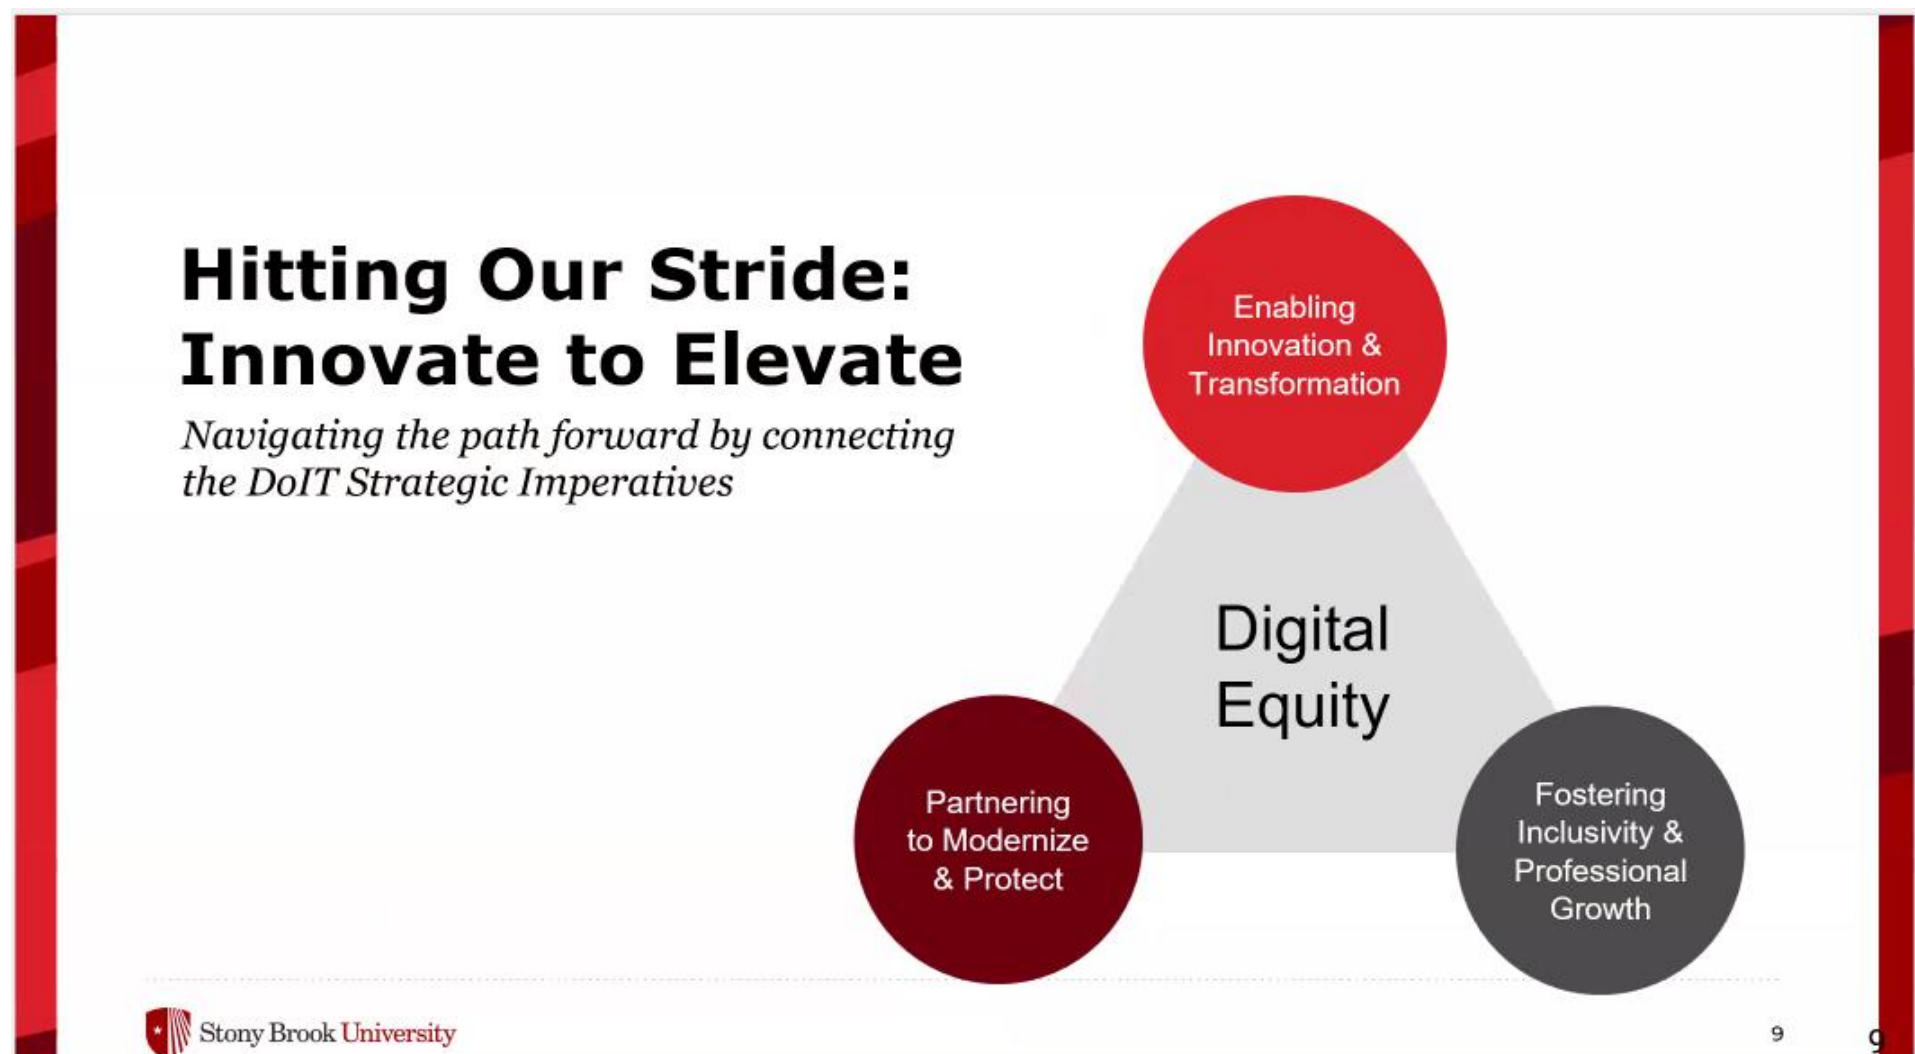 Hitting Our Stride:
Innovate to Elevate
Navigating the path forward by connecting
the DoIT Strategic Imperatives
Enabling
Innovation &
Transformation
Digital
Equity
Partnering
to Modernize
& Protect
Fostering
Inclusivity &
Professional
Growth
Stony Brook University
9
9